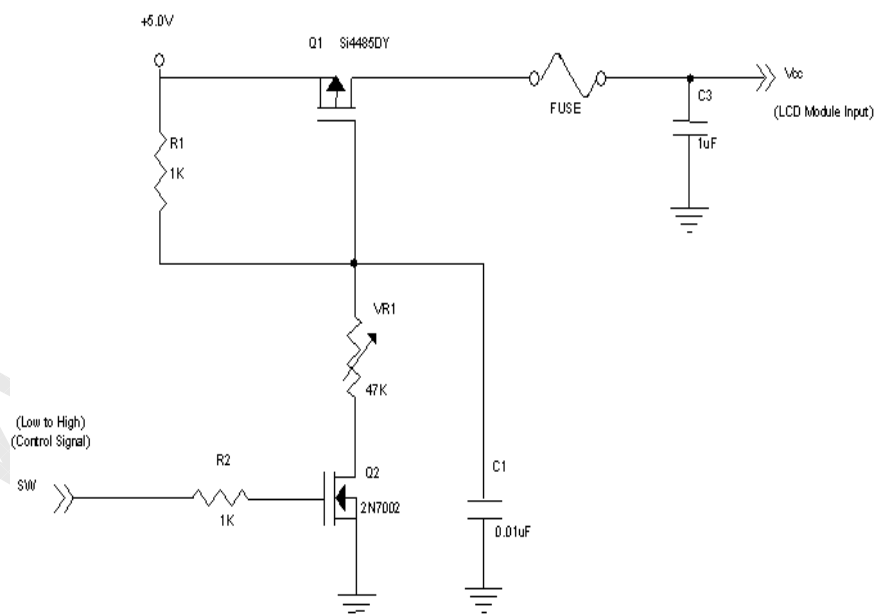 +5.0V
Q1 Si4485DY
FUSE
Vcc
(LCD Module Input)
C3
1uF
R1
1K
VR1
47K
(Low to High)
(Control Signal)
SW
R2
1K
Q2
2N7002
C1
0.01uF